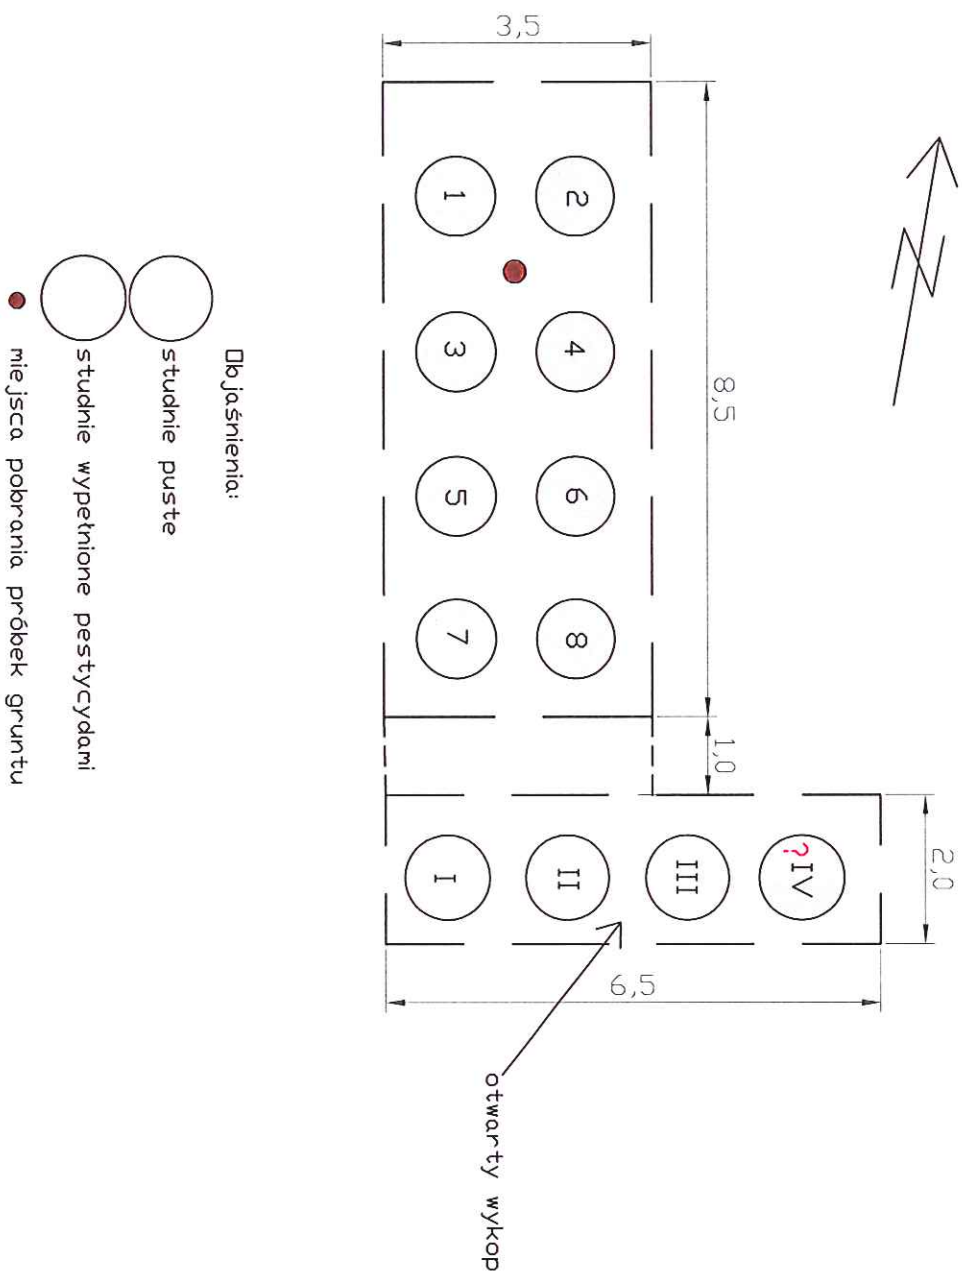 3,5
8,5
1,0
2,0
6,5
2
4
6
8
1
3
5
7
?IV
III
II
I
otwarty wykop
Objaśnienia:
studnie puste
studnie wypełnione pestycydami
miejsca pobrania próbek gruntu